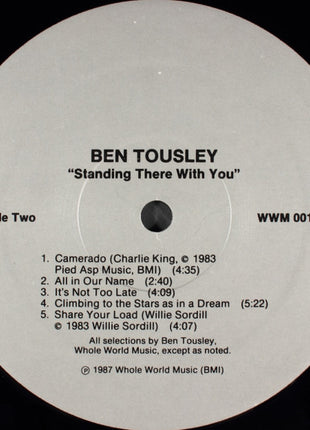 BEN TOUSLEY
"Standing There With You"
Two
WWM 001
1. Camerado (Charlie King, © 1983
Pied Asp Music, BMI) (4:35)
2. All in Our Name (2:40)
3. It's Not Too Late (4:09)
4. Climbing to the Stars as in a Dream (5:22)
5. Share Your Load (Willie Sordill
© 1983 Willie Sordill) (4:07)
All selections by Ben Tousley,
Whole World Music, except as noted.
℗ 1987 Whole World Music (BMI)